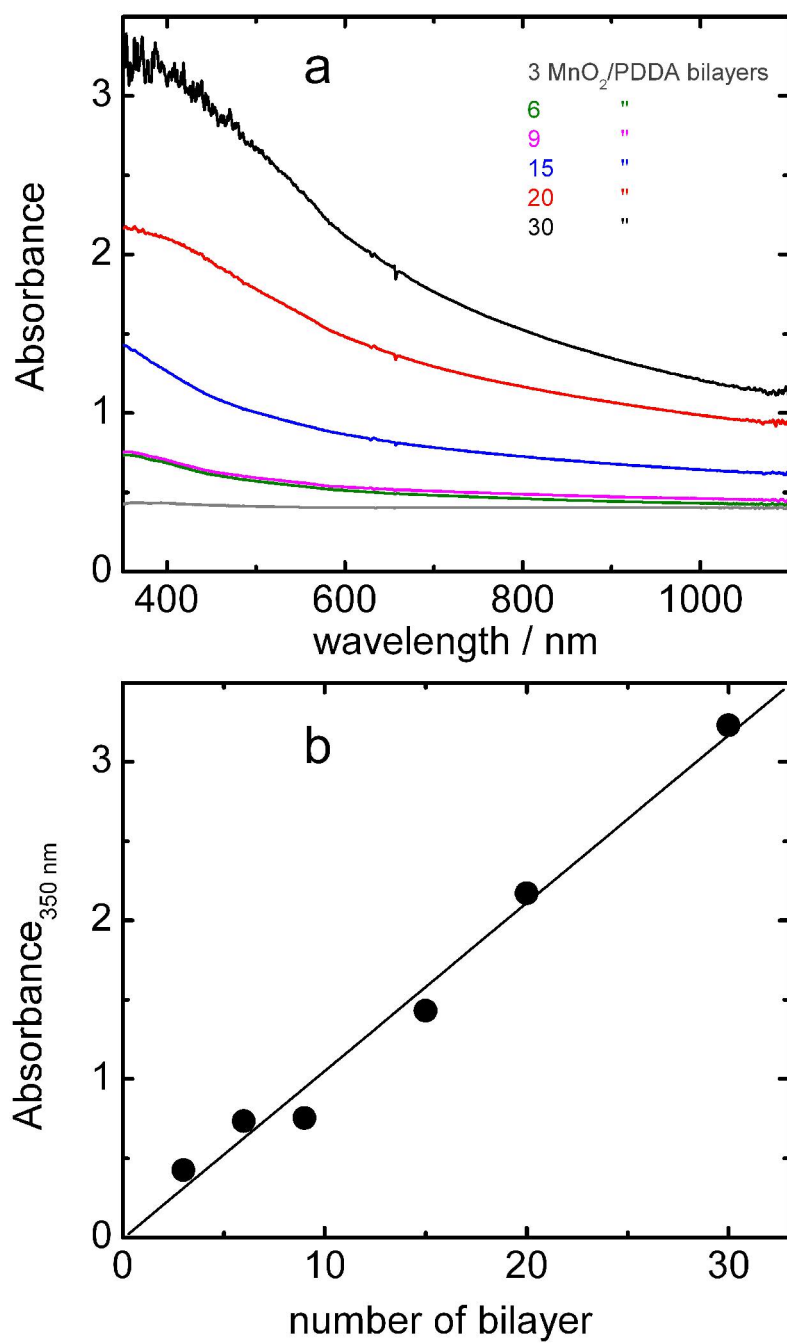 a
3 MnO2/PDDA bilayers
6 "
9 "
15 "
20 "
30 "
3
2
1
0
Absorbance
400 600 800 1000
wavelength / nm
b
3
2
1
0
Absorbance350 nm
0 10 20 30
number of bilayer